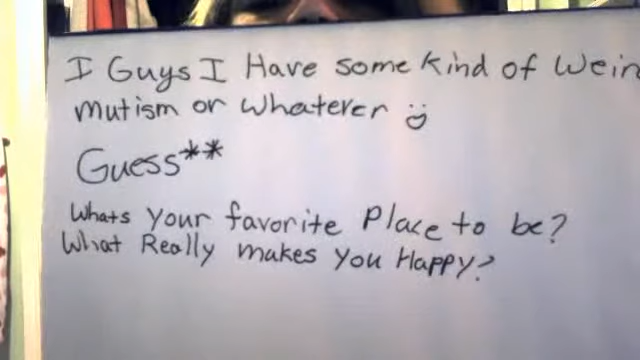 I Guys I Have some kind of Wein
mutism or whatever
Guess**
Whats your favorite Place to be?
What Really makes you Happy?